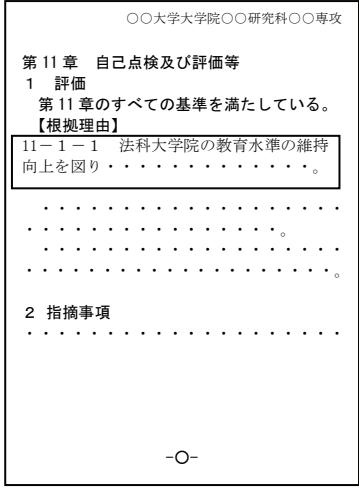 ○○大学大学院○○研究科○○専攻
第11章　自己点検及び評価等
１　評価
第11章のすべての基準を満たしている。
【根拠理由】
11－1－1　法科大学院の教育水準の維持
向上を図り・・・・・・・・・・・・・。
・・・・・・・・・・・・・・・・・
・・・・・・・・・・・・・・・・。
・・・・・・・・・・・・・・・・・
・・・・・・・・・・・・・・・・・・・。
２ 指摘事項
・・・・・・・・・・・・・・・・・・
-○-